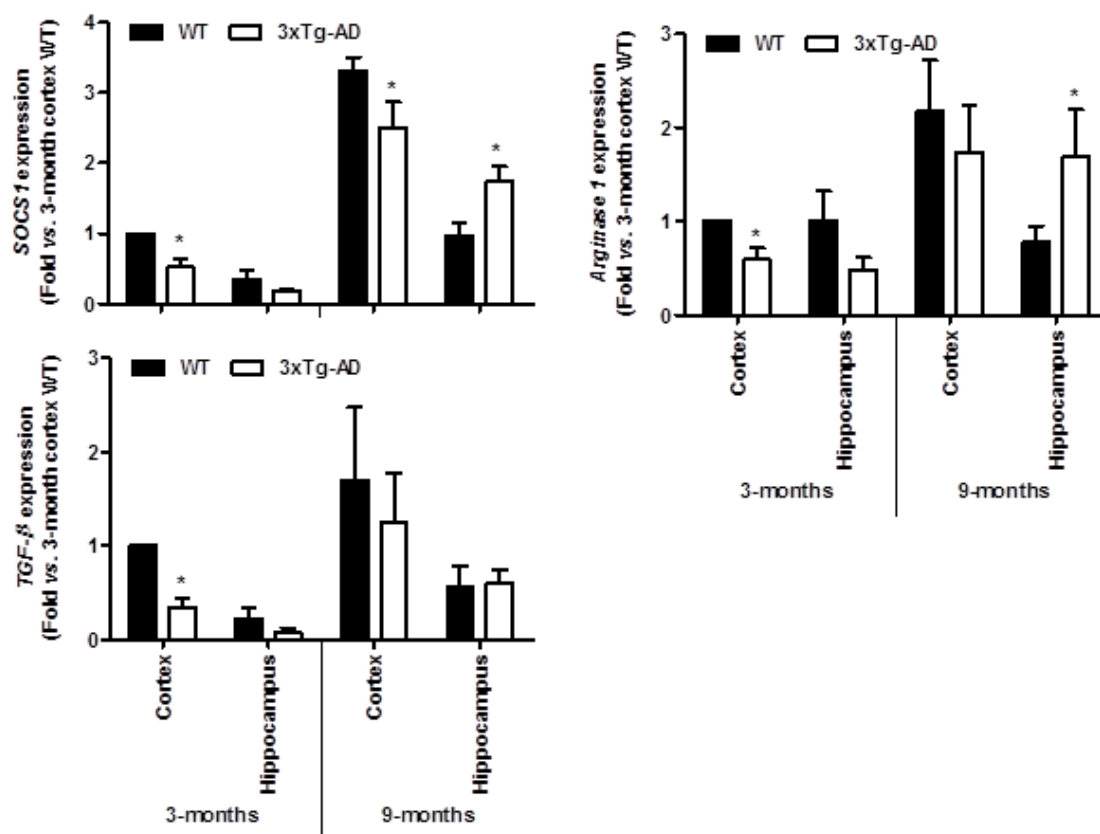 WT 3xTg-AD
SOCS1 expression
(Fold vs. 3-month cortex WT)
4
3
2
1
0
*
*
*
WT 3xTg-AD
Arginase 1 expression
(Fold vs. 3-month cortex WT)
3
2
1
0
*
*
Cortex
Hippocampus
Cortex
Hippocampus
3-months 9-months
WT 3xTg-AD
TGF-β expression
(Fold vs. 3-month cortex WT)
3
2
1
0
*
Cortex
Hippocampus
Cortex
Hippocampus
3-months 9-months